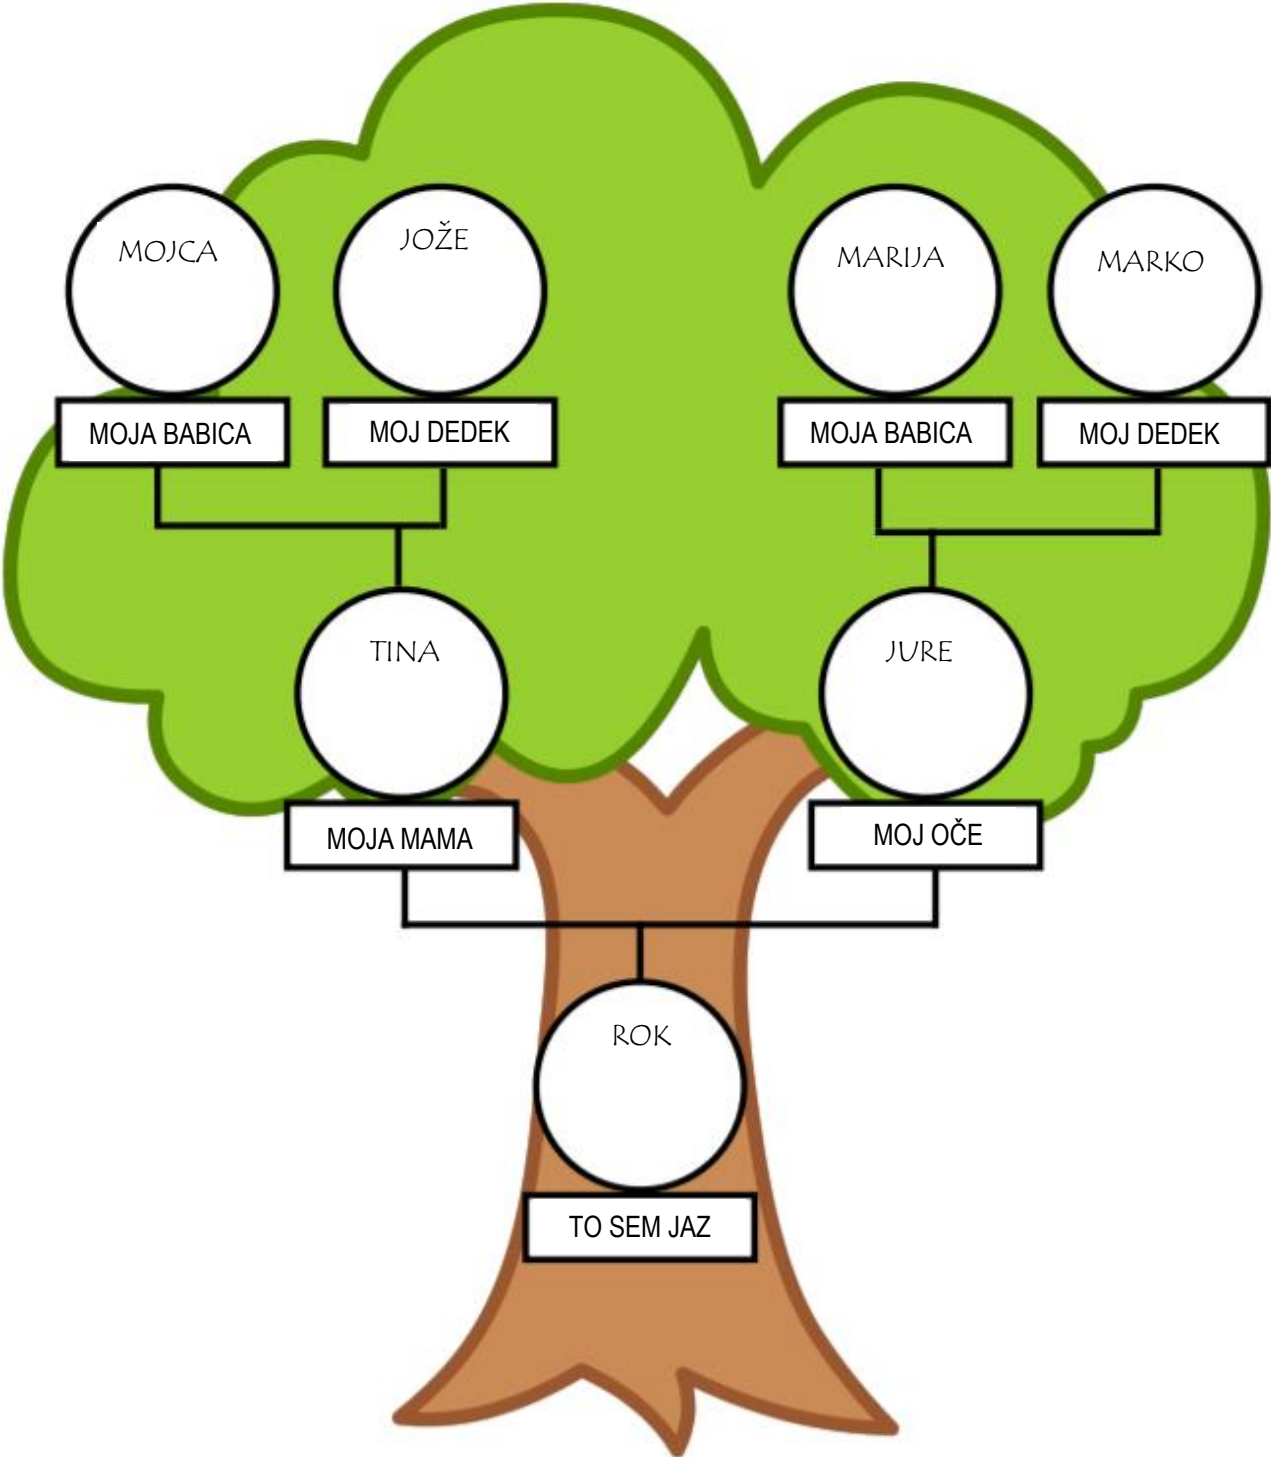 MOJCA
JOŽE
MARIJA
MARKO
MOJA BABICA
MOJ DEDEK
MOJA BABICA
MOJ DEDEK
TINA
JURE
MOJA MAMA
MOJ OČE
ROK
TO SEM JAZ